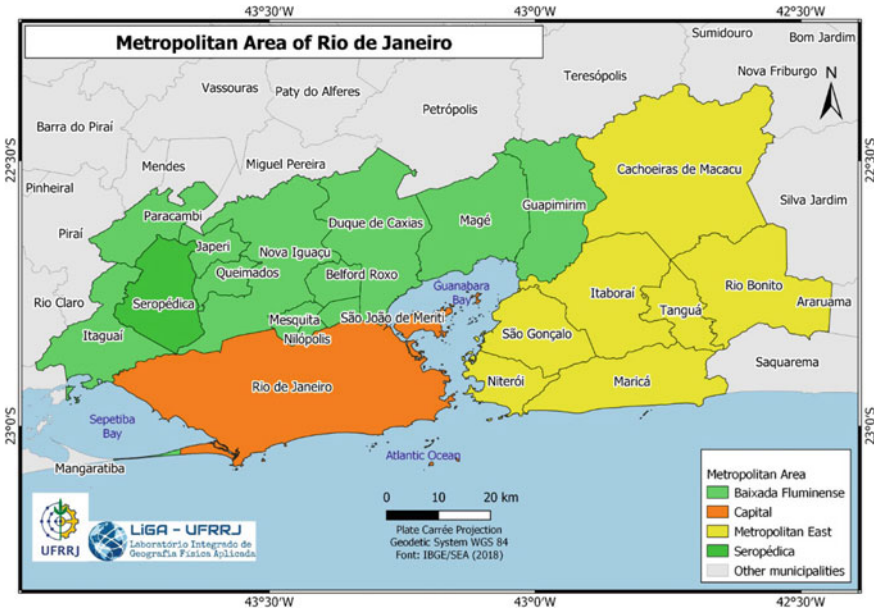 43°30'W
43°00'W
42°30'W
Metropolitan Area of Rio de Janeiro
Sumidouro
Bom Jardim
Teresópolis
Nova Friburgo
N
Vassouras
Paty do Alferes
Petrópolis
Barra do Piraí
22°30'S
22°30'S
Mendes
Miguel Pereira
Cachoeiras de Macacu
Pinheiral
Silva Jardim
Paracambí
Guapimirim
Duque de Caxias
Magé
Piraí
Japeri
Nova Iguaçu
Queimados
Belford Roxo
Guanabara
Bay
Rio Bonito
Rio Claro
Seropédica
Itaboraí
Araruama
Tanguá
Mesquita
São João de Meriti
Itaguaí
São Gonçalo
Nilópolis
Saquarema
Rio de Janeiro
Niterói
Maricá
Sepetiba
Bay
23°00'S
23°00'S
Atlantic Ocean
Mangaratiba
Metropolitan Area
Baixada Fluminense
Capital
Metropolitan East
Seropédica
Other municipalities
0 10 20 km
Plate Carrée Projection
Geodetic System WGS 84
Font: IBGE/SEA (2018)
UFRRJ
LiGA - UFRRJ
Laboratório Integrado de
Geografia Física Aplicada
43°30'W
43°00'W
42°30'W